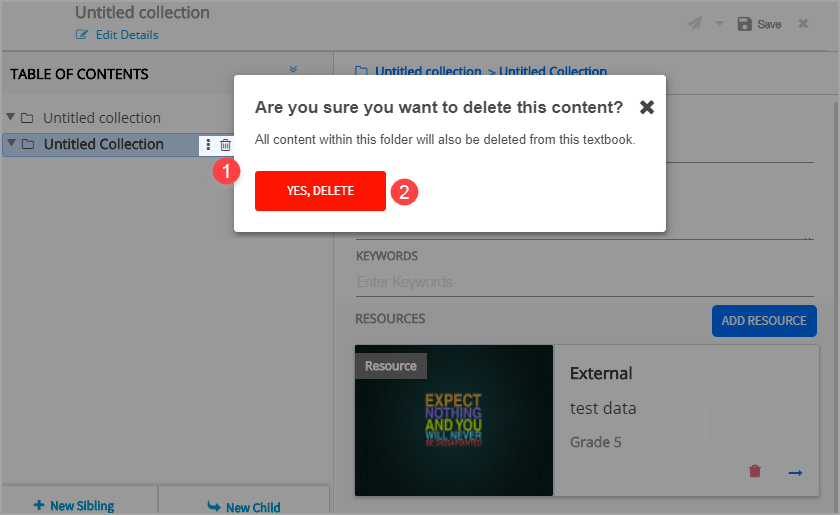 Untitled collection
Edit Details
Save
TABLE OF CONTENTS
Untitled collection > Untitled Collection
Untitled collection
Untitled Collection
Are you sure you want to delete this content?
All content within this folder will also be deleted from this textbook.
1
YES, DELETE
2
KEYWORDS
Enter Keywords
RESOURCES
ADD RESOURCE
Resource
EXPECT
NOTHING
AND YOU
WILL NEVER
BE DISSAPOINTED
External
test data
Grade 5
New Sibling
New Child